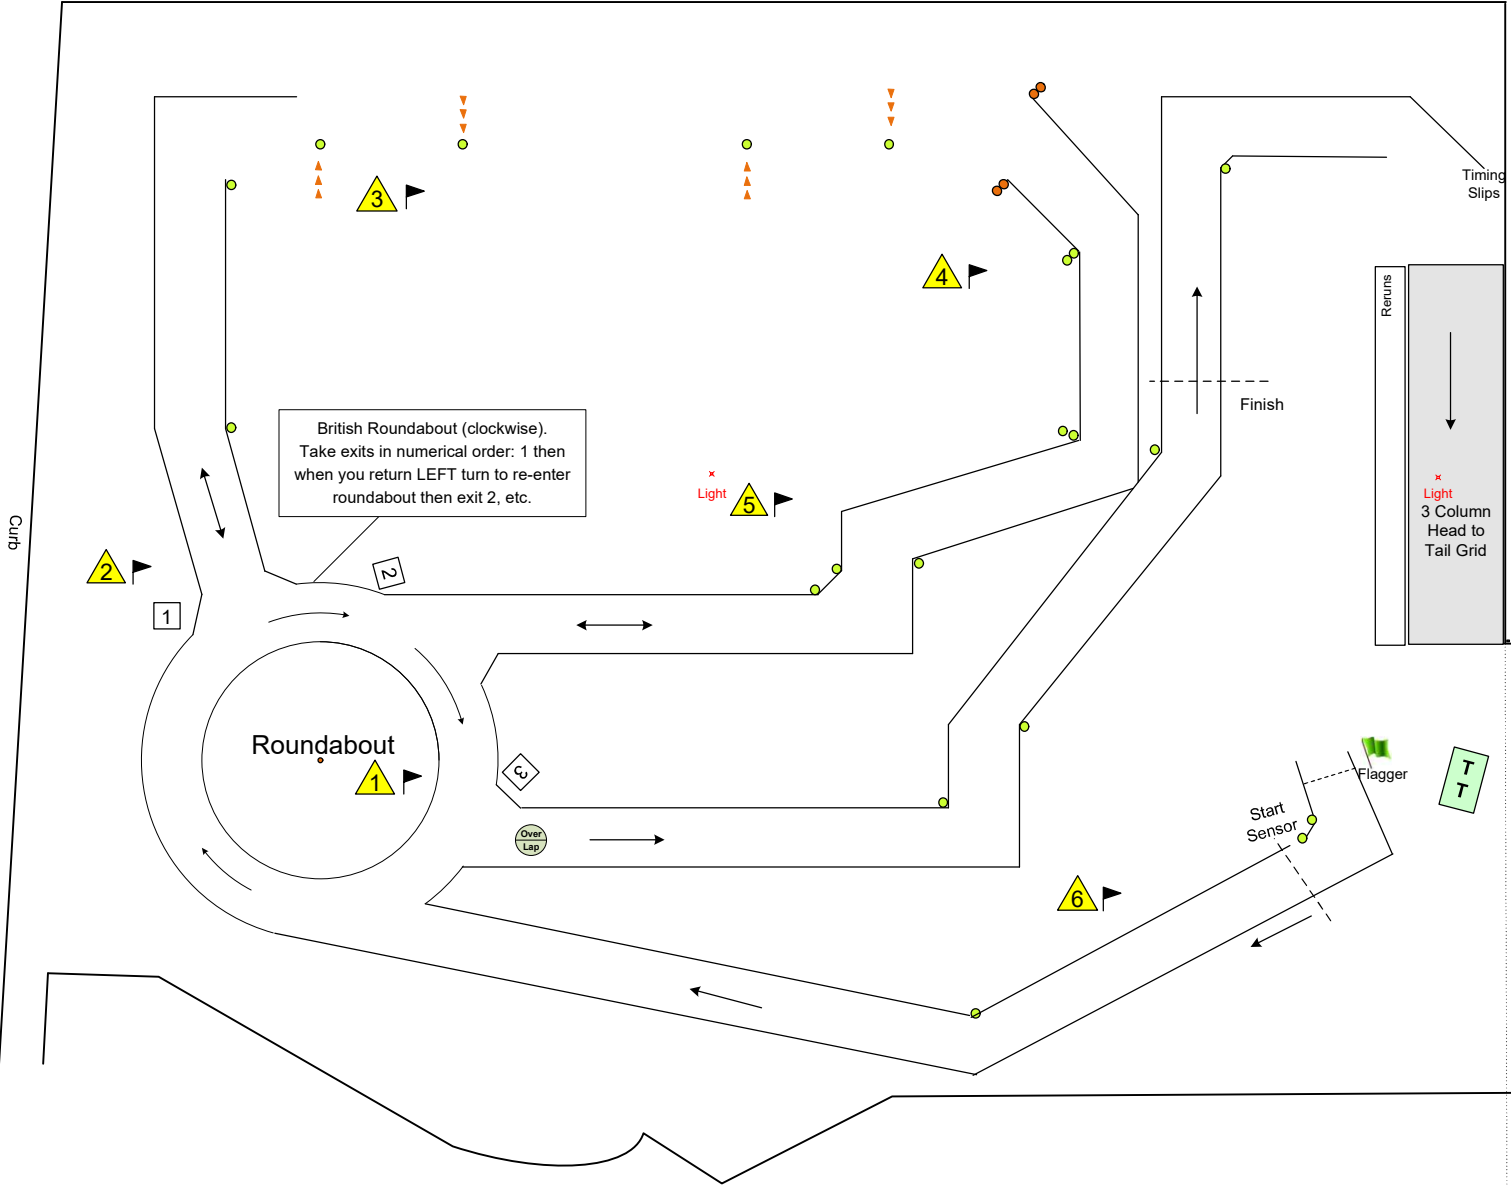 Timing
Slips
3
4
Reruns
Finish
British Roundabout (clockwise).
Take exits in numerical order: 1 then
when you return LEFT turn to re-enter
roundabout then exit 2, etc.
Light
5
Light
3 Column
Head to
Tail Grid
Curb
2
2
1
Roundabout
1
3
Flagger
T
T
Start
Sensor
Over
Lap
6